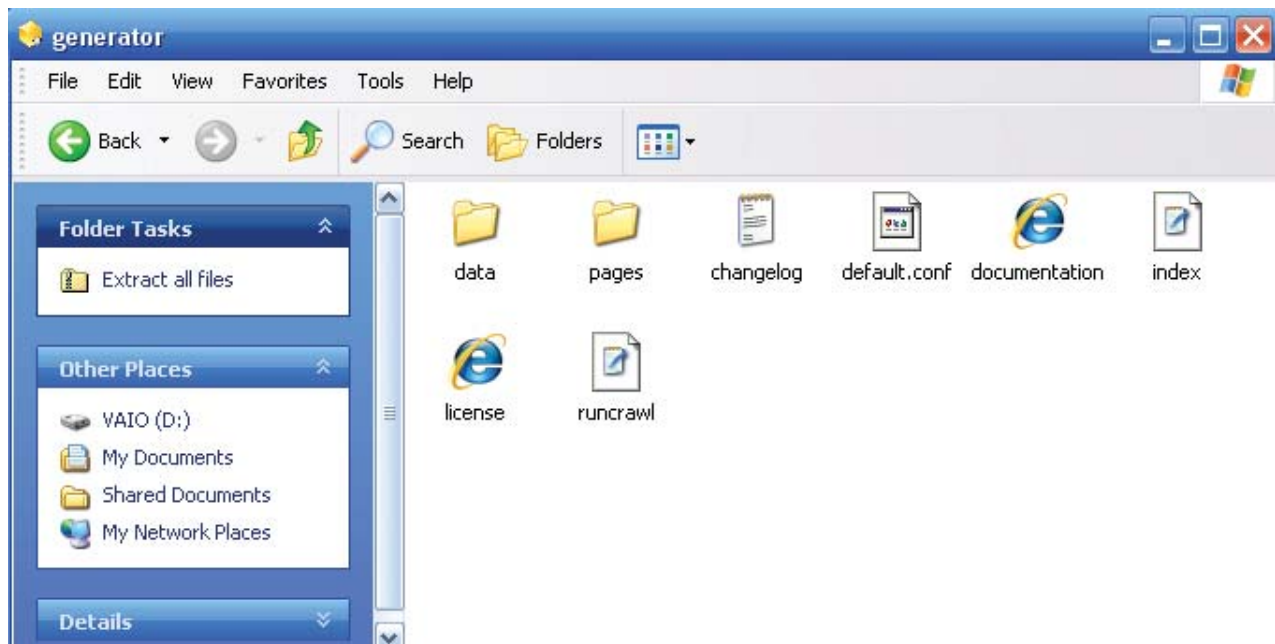 generator
File Edit View Favorites Tools Help
Back Search Folders
Folder Tasks
Extract all files
Other Places
VAIO (D:)
My Documents
Shared Documents
My Network Places
Details
data pages changelog default.conf documentation index
license runcrawl